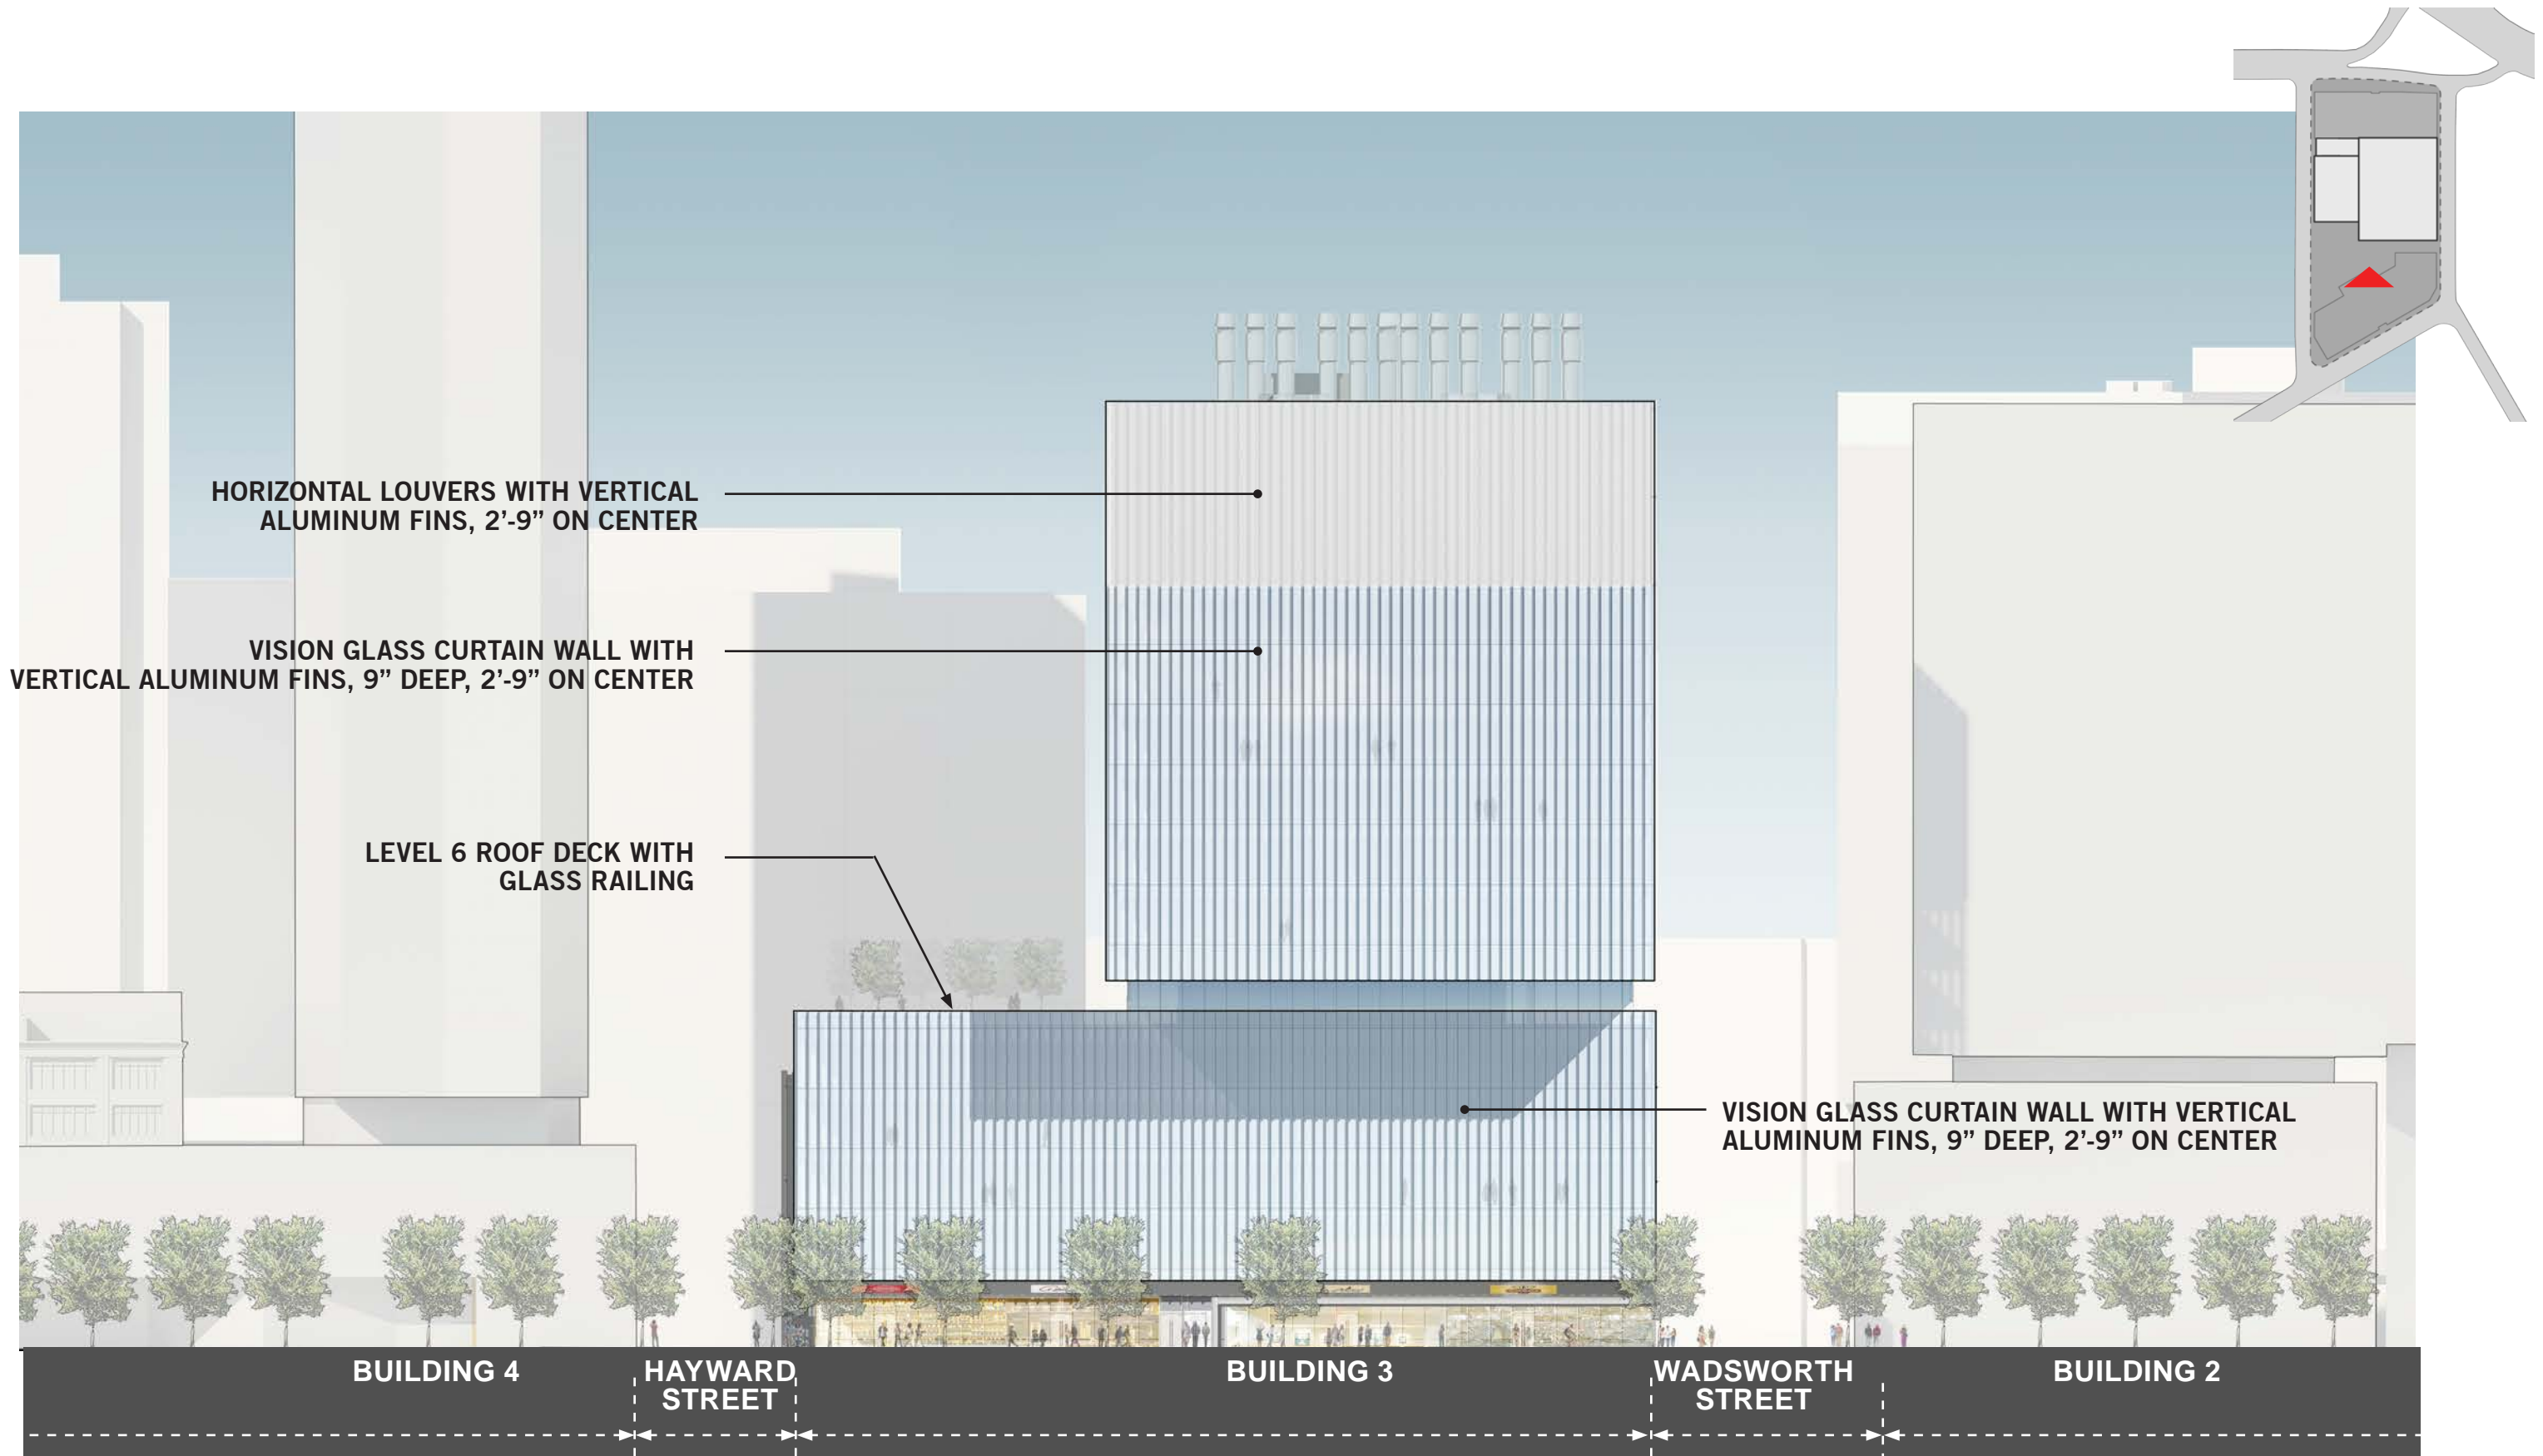 HORIZONTAL LOUVERS WITH VERTICAL
ALUMINUM FINS, 2’-9” ON CENTER
VISION GLASS CURTAIN WALL WITH
VERTICAL ALUMINUM FINS, 9” DEEP, 2’-9” ON CENTER
LEVEL 6 ROOF DECK WITH
GLASS RAILING
VISION GLASS CURTAIN WALL WITH VERTICAL
ALUMINUM FINS, 9” DEEP, 2’-9” ON CENTER
BUILDING 4
HAYWARD
STREET
BUILDING 3
WADSWORTH
STREET
BUILDING 2